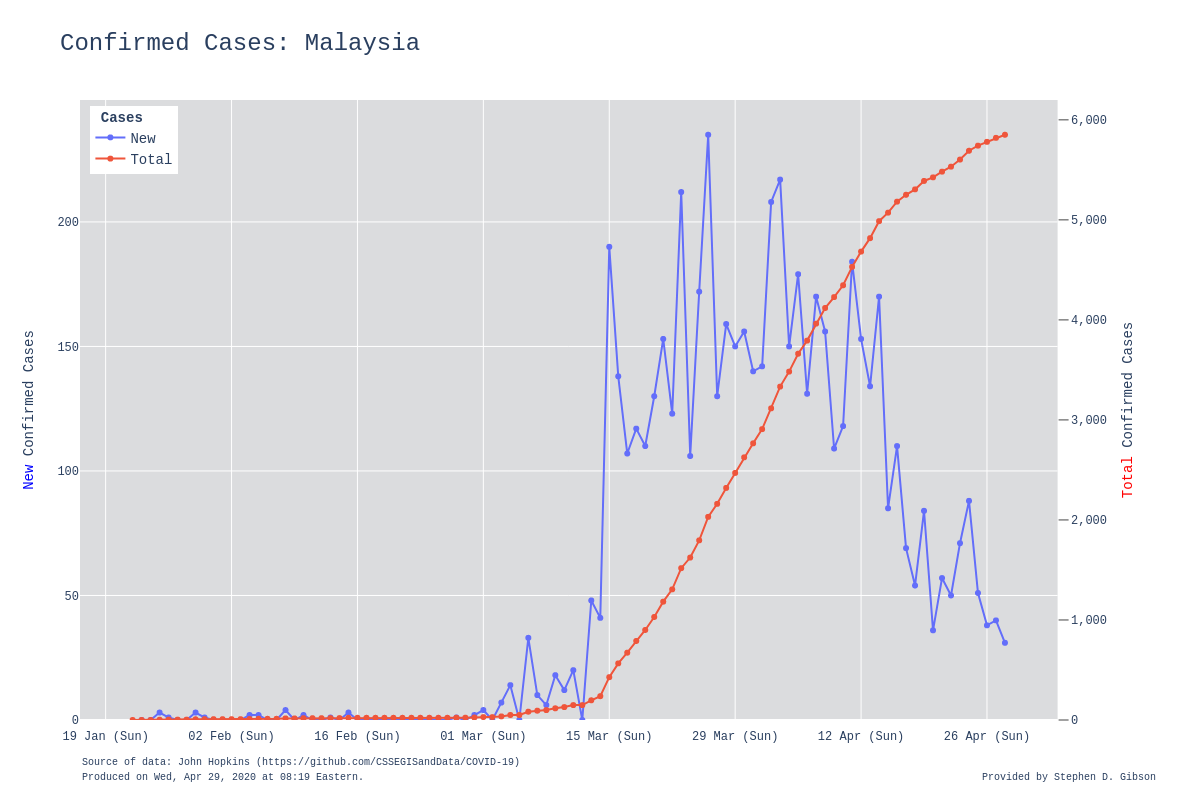 Confirmed Cases: Malaysia
Cases
New
Total
200
150
100
50
0
6,000
5,000
4,000
3,000
2,000
1,000
0
New Confirmed Cases
Total Confirmed Cases
19 Jan (Sun) 02 Feb (Sun) 16 Feb (Sun) 01 Mar (Sun) 15 Mar (Sun) 29 Mar (Sun) 12 Apr (Sun) 26 Apr (Sun)
Source of data: John Hopkins (https://github.com/CSSEGISandData/COVID-19)
Produced on Wed, Apr 29, 2020 at 08:19 Eastern.
Provided by Stephen D. Gibson